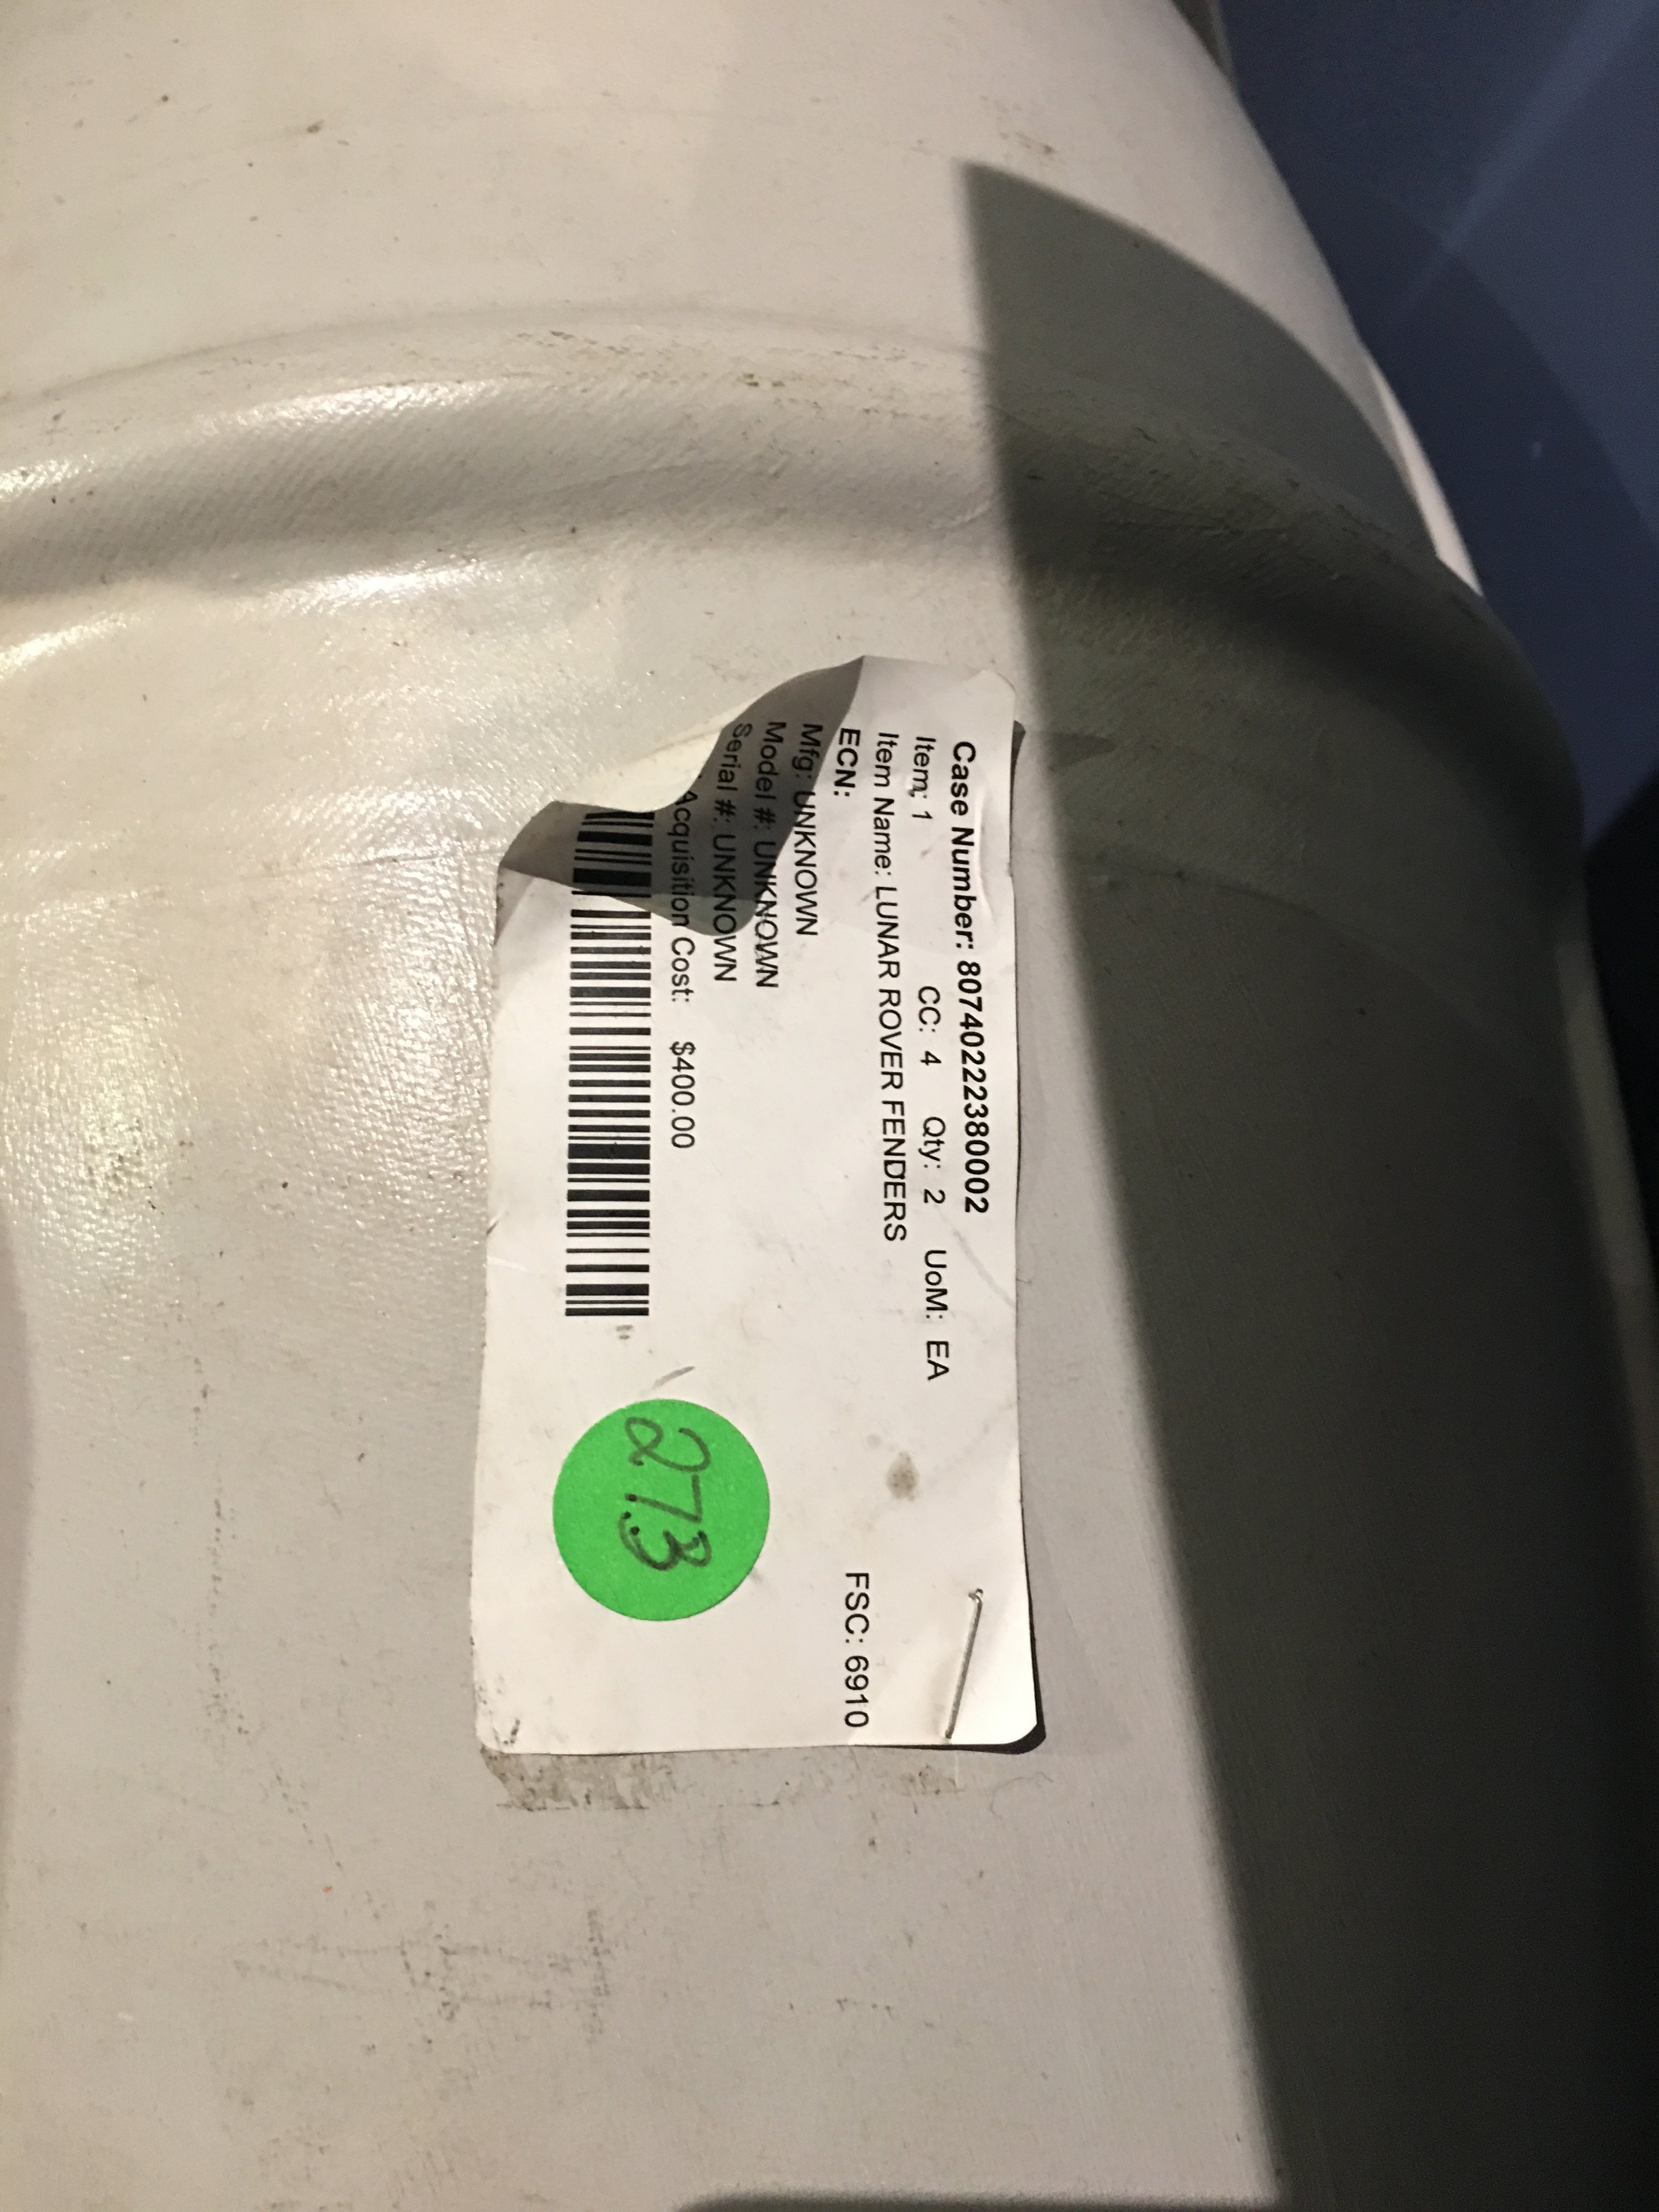 Case Number: 80740222380002
Item: 1 CC: 4 Qty: 2 UoM: EA
Item Name: LUNAR ROVER FENDERS
ECN: FSC: 6910
Mfg: UNKNOWN
Model #: UNKNOWN
Serial #: UNKNOWN
Acquisition Cost: $400.00
273